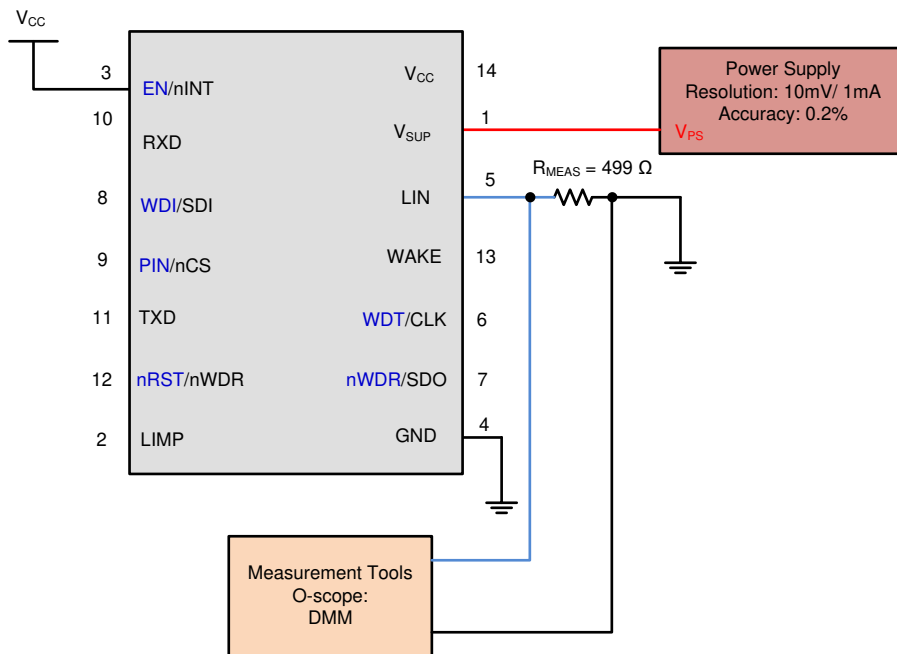 VCC
3
EN/nINT
VCC
14
Power Supply
Resolution: 10mV/ 1mA
Accuracy: 0.2%
10
RXD
VSUP
1
VPS
8
WDI/SDI
LIN
5
RMEAS = 499 Ω
9
PIN/nCS
WAKE
13
11
TXD
WDT/CLK
6
12
nRST/nWDR
nWDR/SDO
7
2
LIMP
GND
4
Measurement Tools
O-scope:
DMM